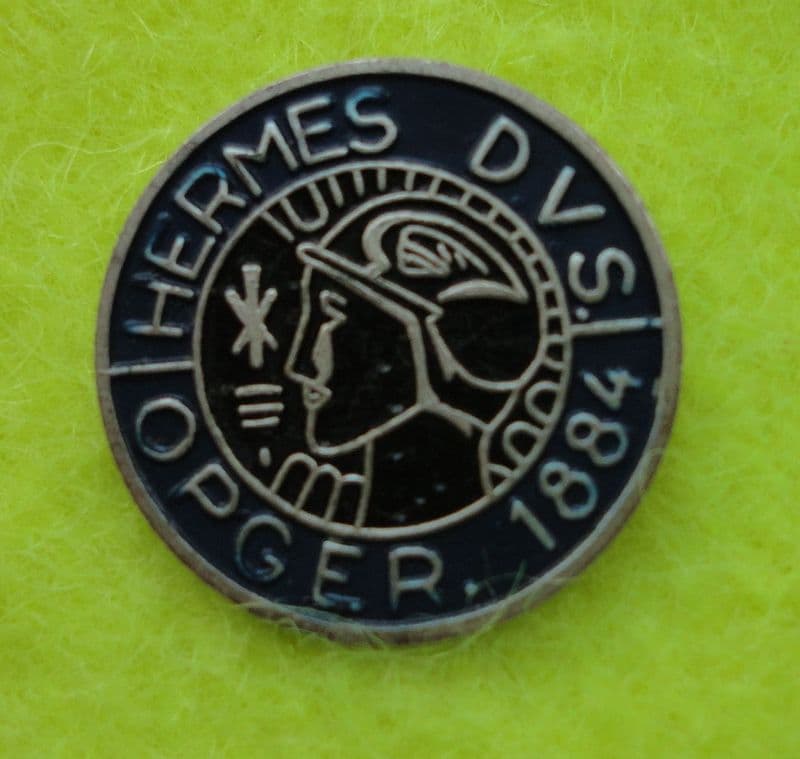 HERMES DVS.
OPGER. 1884